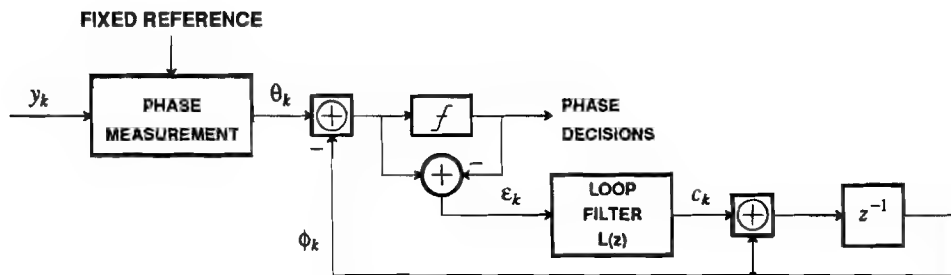 FIXED REFERENCE
y_k
PHASE
MEASUREMENT
θ_k
+
−
f
PHASE
DECISIONS
+
−
ε_k
LOOP
FILTER
L(z)
c_k
+
z^{-1}
ϕ_k